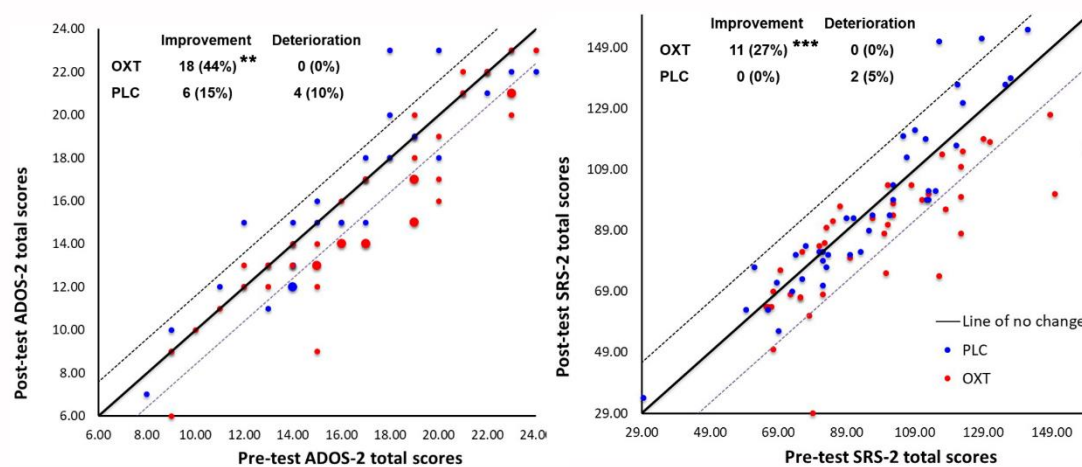 24.00
Improvement Deterioration
OXT 18 (44%) ** 0 (0%)
PLC 6 (15%) 4 (10%)
22.00
20.00
18.00
16.00
14.00
12.00
10.00
8.00
6.00
6.00 8.00 10.00 12.00 14.00 16.00 18.00 20.00 22.00 24.00
Post-test ADOS-2 total scores
Pre-test ADOS-2 total scores
Improvement Deterioration
OXT 11 (27%) *** 0 (0%)
PLC 0 (0%) 2 (5%)
149.00
129.00
109.00
89.00
69.00
49.00
29.00
29.00 49.00 69.00 89.00 109.00 129.00 149.00
Post-test SRS-2 total scores
Pre-test SRS-2 total scores
Line of no change
PLC
OXT